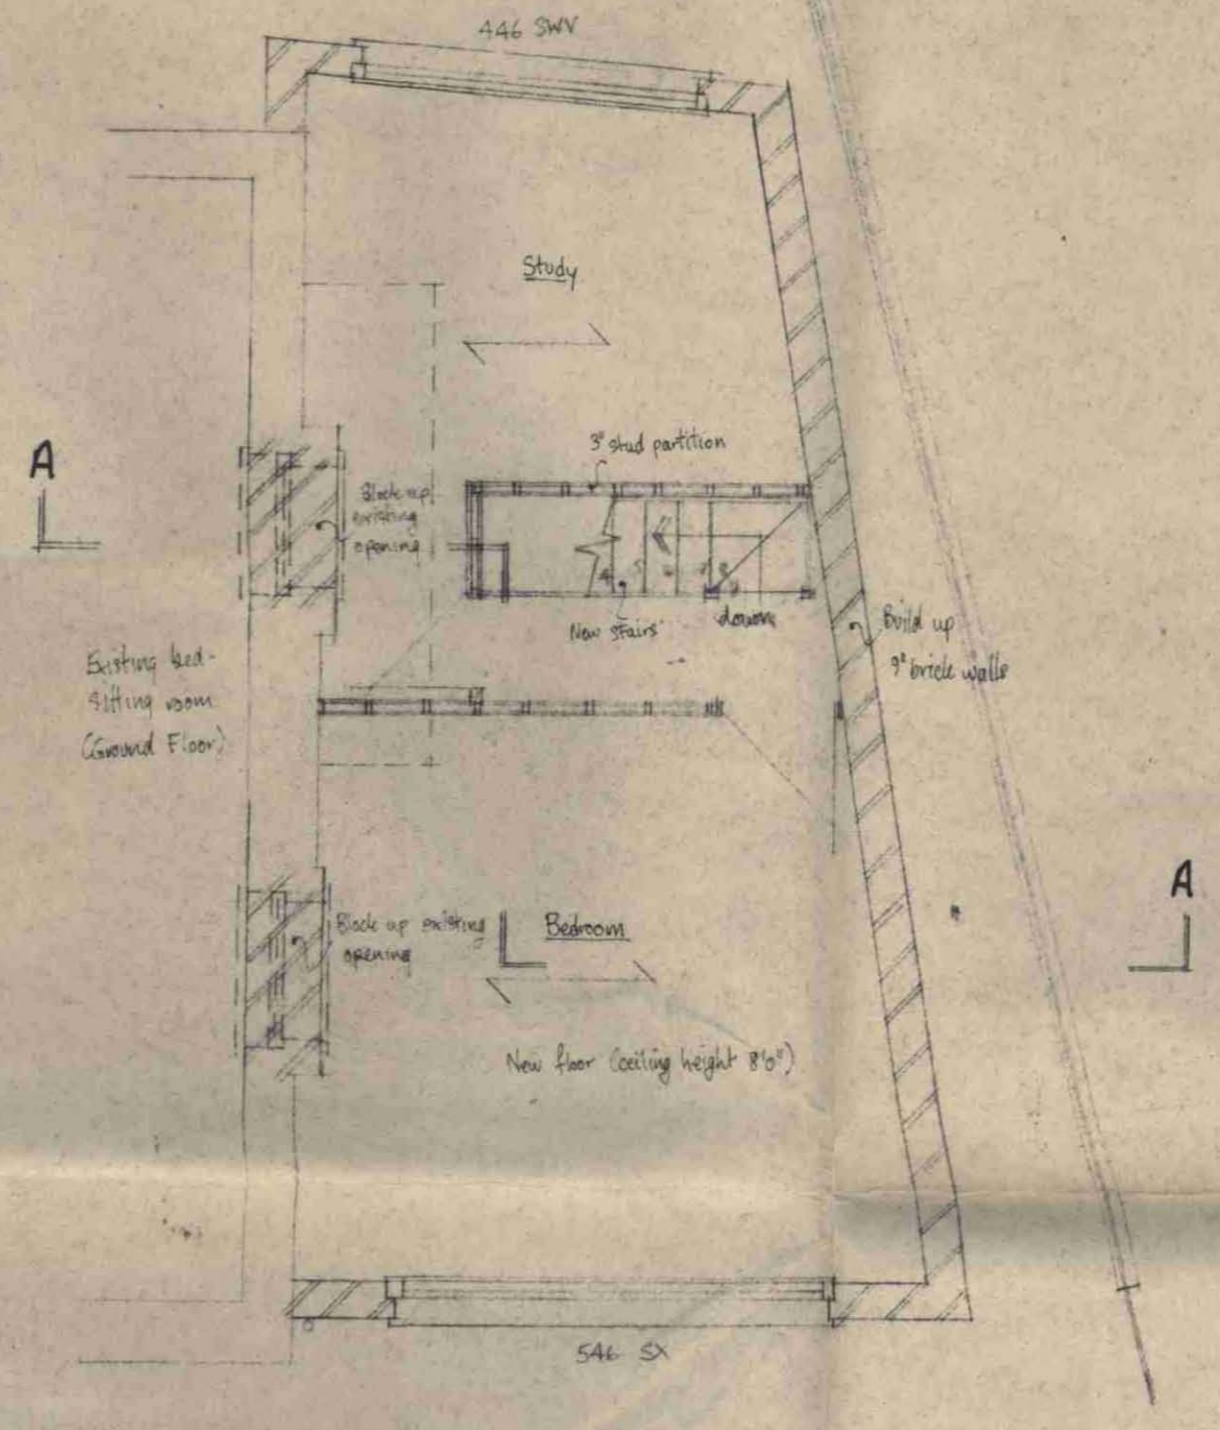 446 SWV
Study
3" stud partition
A
Block up
existing
opening
New stairs
down
Build up
9" brick walls
Existing bed-
sitting room
(Ground Floor)
A
Block up existing
opening
Bedroom
New floor (ceiling height 8'0")
546 SX